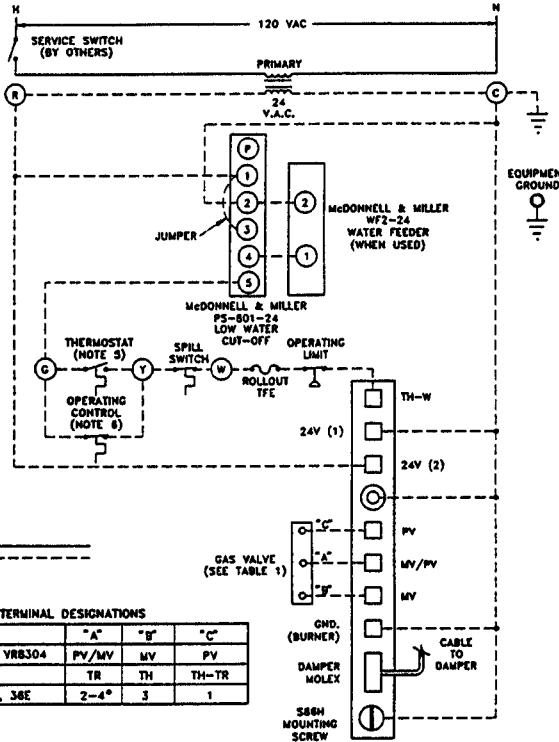 H
N
120 VAC
SERVICE SWITCH
(BY OTHERS)
PRIMARY
R
24
V.A.C.
C
P
1
2
3
4
5
2
1
JUMPER
McDONNELL & MILLER
WF2-24
WATER FEEDER
(WHEN USED)
EQUIPMEN
GROUND
McDONNELL & MILLER
PS-801-24
LOW WATER
CUT-OFF
THERMOSTAT
(NOTE 5)
SPILL
SWITCH
OPERATING
LIMIT
G
Y
W
ROLLOUT
TFE
OPERATING
CONTROL
(NOTE 6)
TH-W
24V (1)
24V (2)
GAS VALVE
(SEE TABLE 1)
"C"
PV
"A"
MV/PV
"B"
MV
GND.
(BURNER)
DAMPER
MOLEX
CABLE
TO
DAMPER
S86H
MOUNTING
SCREW
TERMINAL DESIGNATIONS
"A" "B" "C"
VR8304 PV/MV MV PV
TR TH TH-TR
, 36E 2-4* 3 1